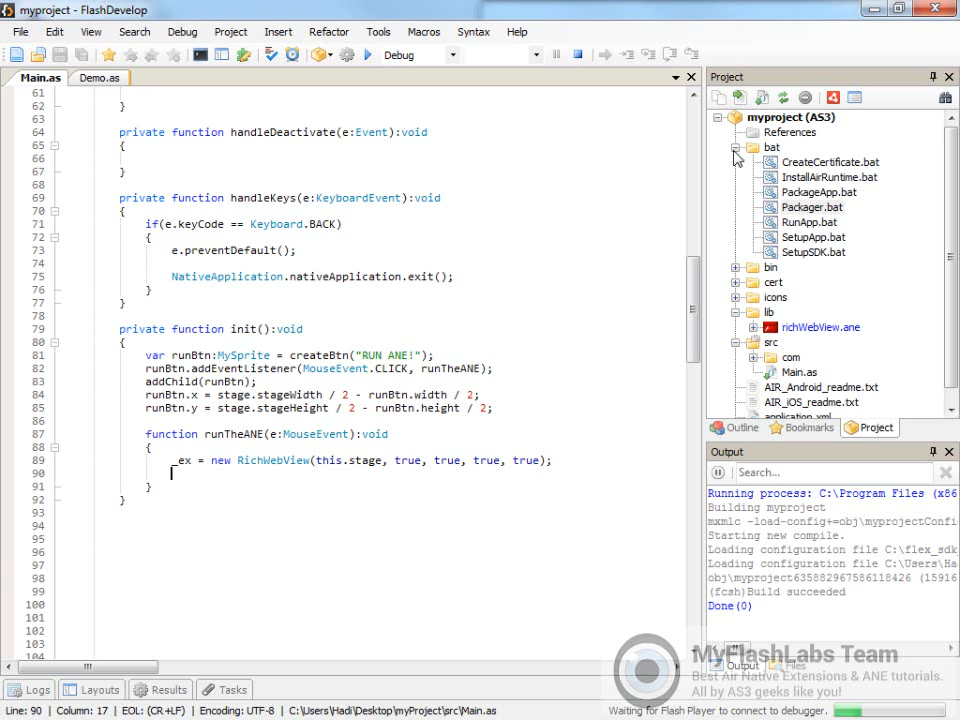 myproject - FlashDevelop
File Edit View Search Debug Project Insert Refactor Tools Macros Syntax Help
Debug
Main.as Demo.as
61
62 }
63
64 private function handleDeactivate(e:Event):void
65 {
66
67 }
68
69 private function handleKeys(e:KeyboardEvent):void
70 {
71 if(e.keyCode == Keyboard.BACK)
72 {
73 e.preventDefault();
74
75 NativeApplication.nativeApplication.exit();
76 }
77 }
78
79 private function init():void
80 {
81 var runBtn:MySprite = createBtn("RUN ANE!");
82 runBtn.addEventListener(MouseEvent.CLICK, runTheANE);
83 addChild(runBtn);
84 runBtn.x = stage.stageWidth / 2 - runBtn.width / 2;
85 runBtn.y = stage.stageHeight / 2 - runBtn.height / 2;
86
87 function runTheANE(e:MouseEvent):void
88 {
89 _ex = new RichWebView(this.stage, true, true, true, true);
90
91 }
92 }
93
94
95
96
97
98
99
100
101
102
103
104
Logs Layouts Results Tasks
Project
myproject (AS3)
References
bat
CreateCertificate.bat
InstallAirRuntime.bat
PackageApp.bat
Packager.bat
RunApp.bat
SetupApp.bat
SetupSDK.bat
bin
cert
icons
lib
richWebView.ane
src
com
Main.as
AIR_Android_readme.txt
AIR_iOS_readme.txt
application.xml
Outline Bookmarks Project
Output
Search...
Running process: C:\Program Files (x86
Building myproject
mxmlc -load-config+=obj\myprojectConfi
Starting new compile.
Loading configuration file C:\flex_sdk
Loading configuration file C:\Users\Ha
obj\myproject635882967586118426 (15916
(fcsh)Build succeeded
Done(0)
Output Files
MyFlashLabs Team
Best Air Native Extensions & ANE tutorials.
All by AS3 geeks like you!
Line: 90 Column: 17 EOL: (CR+LF) Encoding: UTF-8 C:\Users\Hadi\Desktop\myProject\src\Main.as Waiting for Flash Player to connect to debugger.